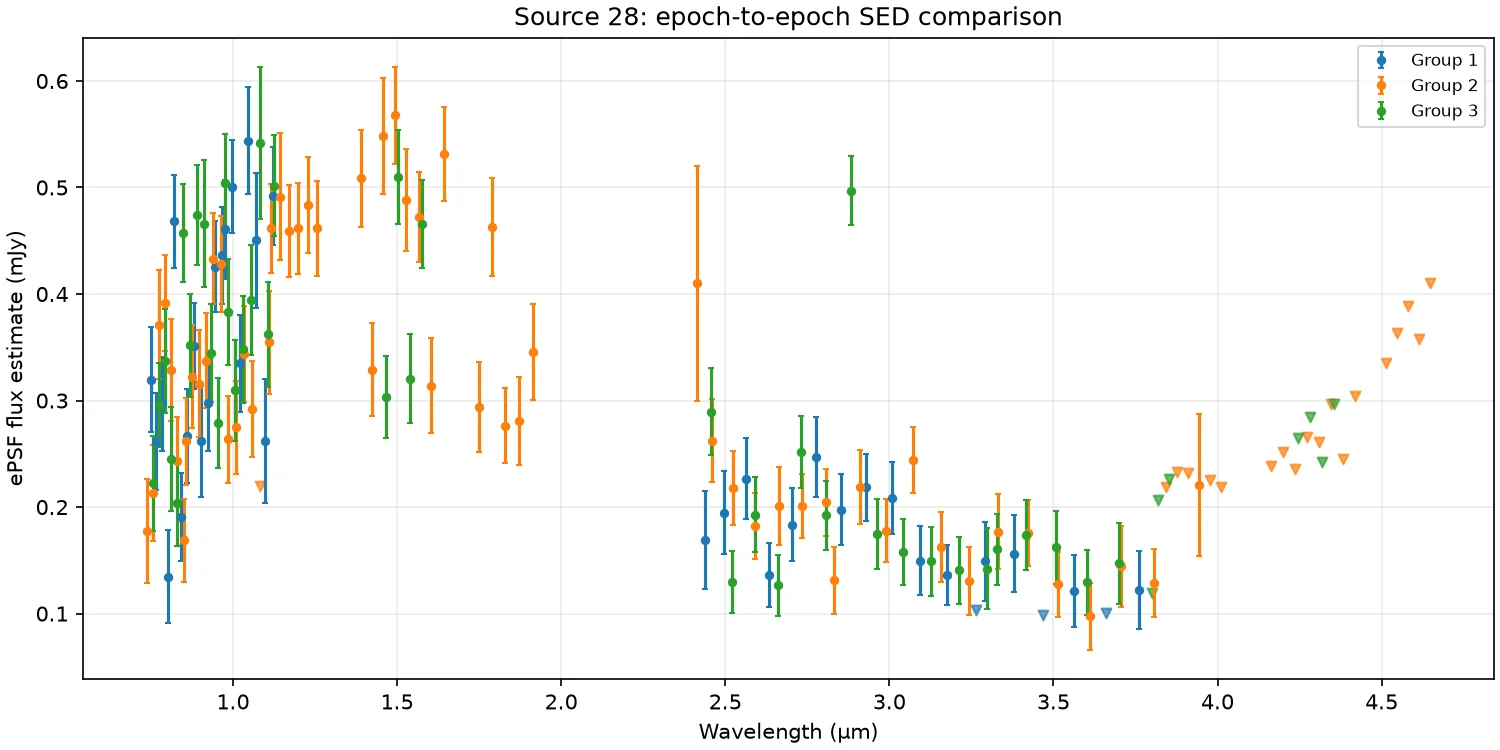 Source 28: epoch-to-epoch SED comparison
ePSF flux estimate (mJy)
0.6
0.5
0.4
0.3
0.2
0.1
Group 1
Group 2
Group 3
1.0 1.5 2.0 2.5 3.0 3.5 4.0 4.5
Wavelength (μm)